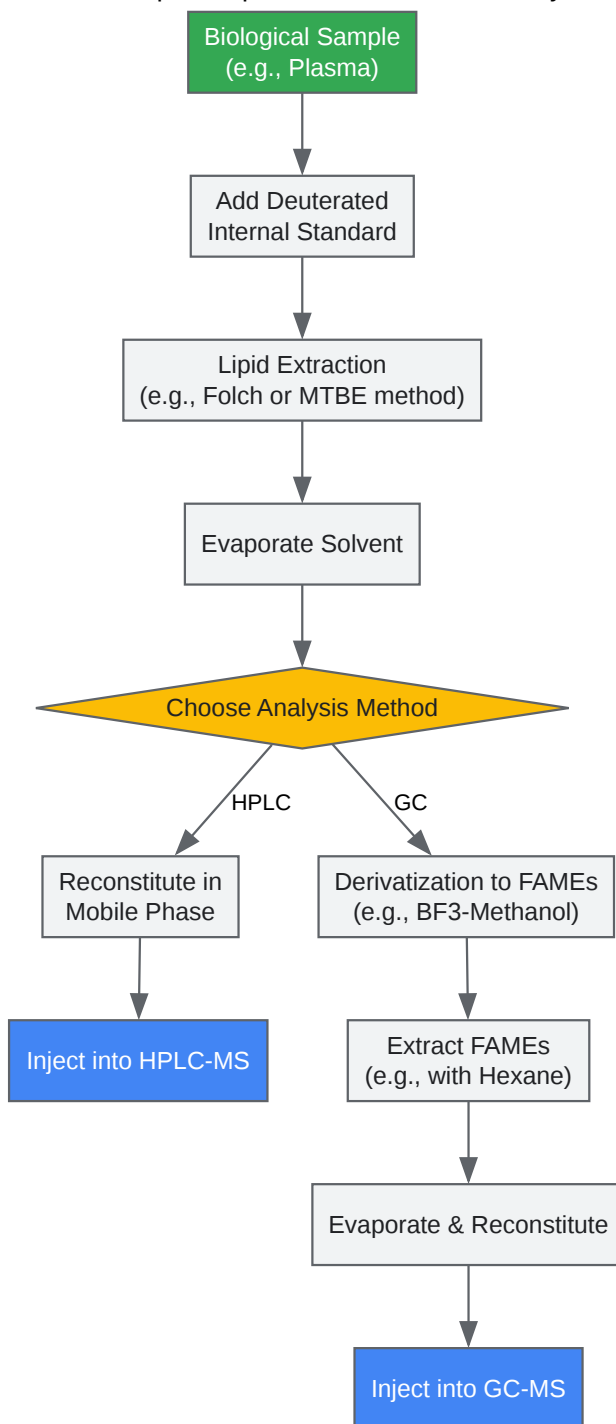 Biological Sample
(e.g., Plasma)
Add Deuterated
Internal Standard
Lipid Extraction
(e.g., Folch or MTBE method)
Evaporate Solvent
Choose Analysis Method
HPLC
GC
Reconstitute in
Mobile Phase
Derivatization to FAMEs
(e.g., BF3-Methanol)
Inject into HPLC-MS
Extract FAMEs
(e.g., with Hexane)
Evaporate & Reconstitute
Inject into GC-MS